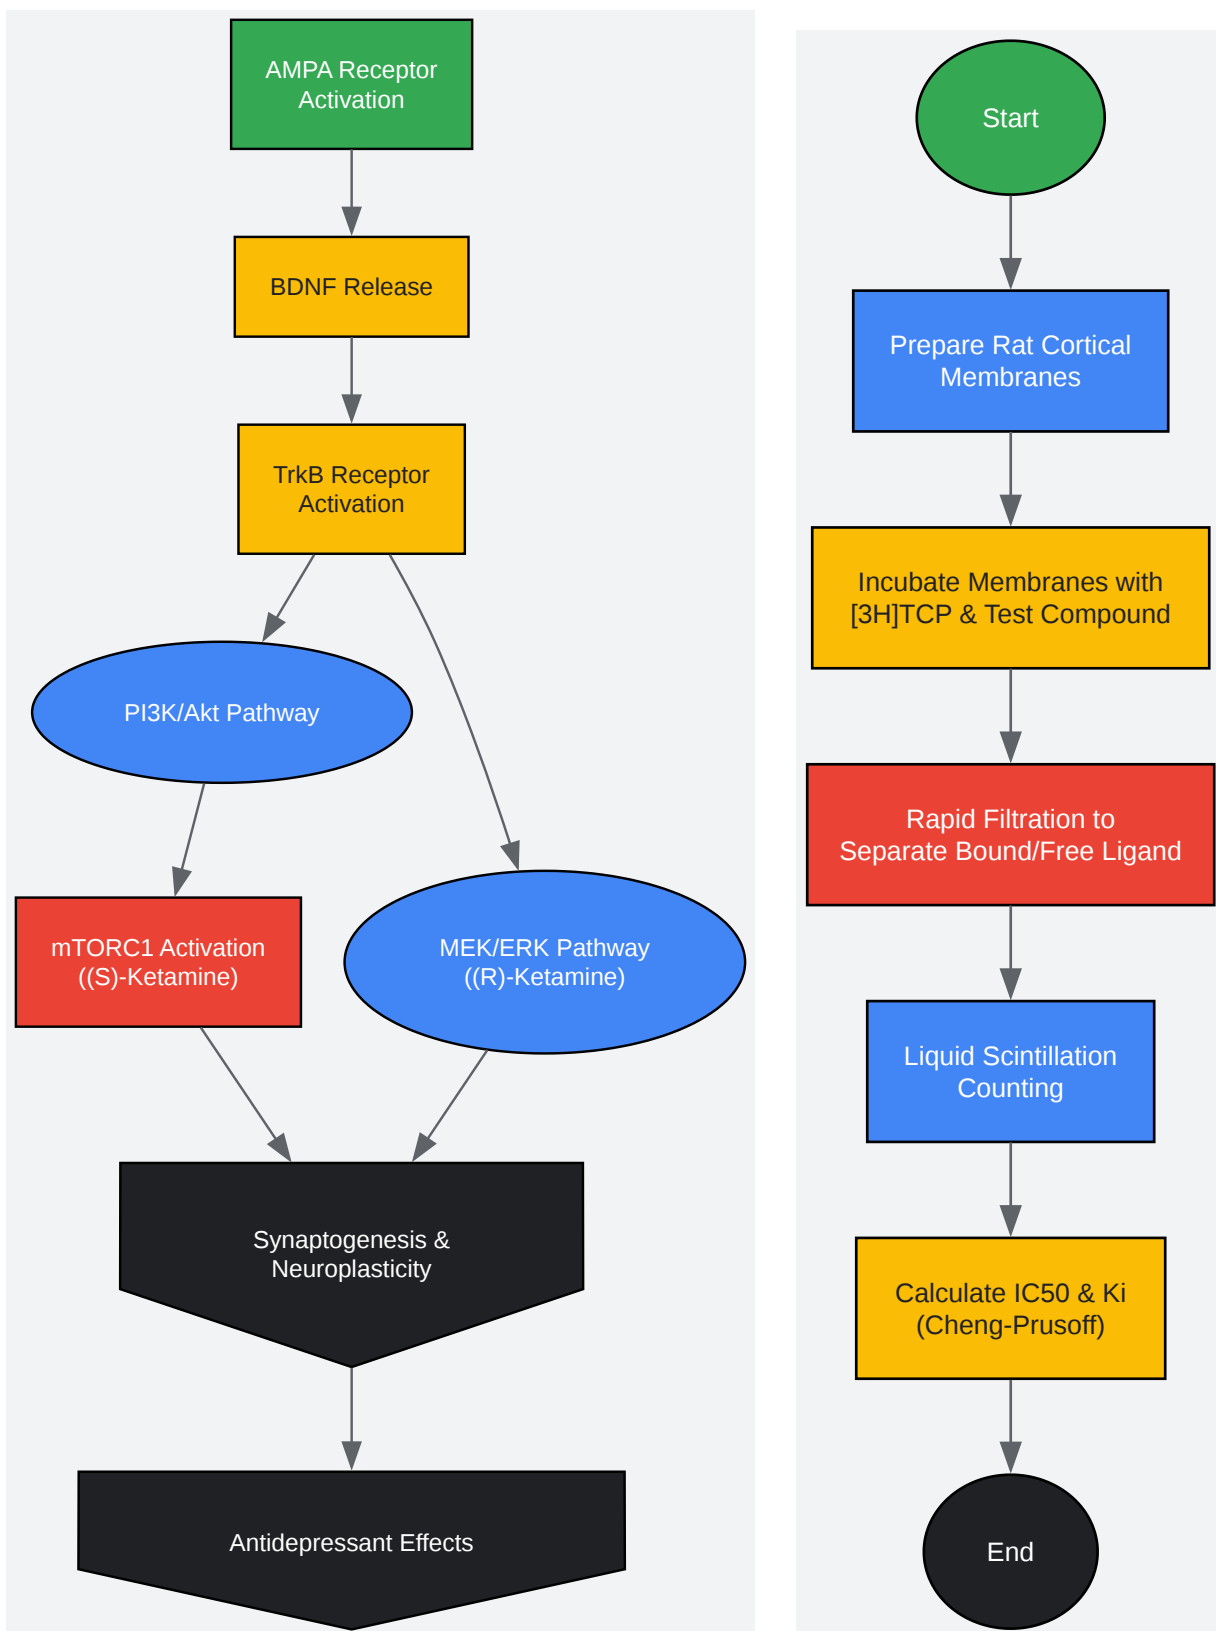 AMPA Receptor
Activation
BDNF Release
TrkB Receptor
Activation
PI3K/Akt Pathway
mTORC1 Activation
((S)-Ketamine)
MEK/ERK Pathway
((R)-Ketamine)
Synaptogenesis &
Neuroplasticity
Antidepressant Effects
Start
Prepare Rat Cortical
Membranes
Incubate Membranes with
[3H]TCP & Test Compound
Rapid Filtration to
Separate Bound/Free Ligand
Liquid Scintillation
Counting
Calculate IC50 & Ki
(Cheng-Prusoff)
End